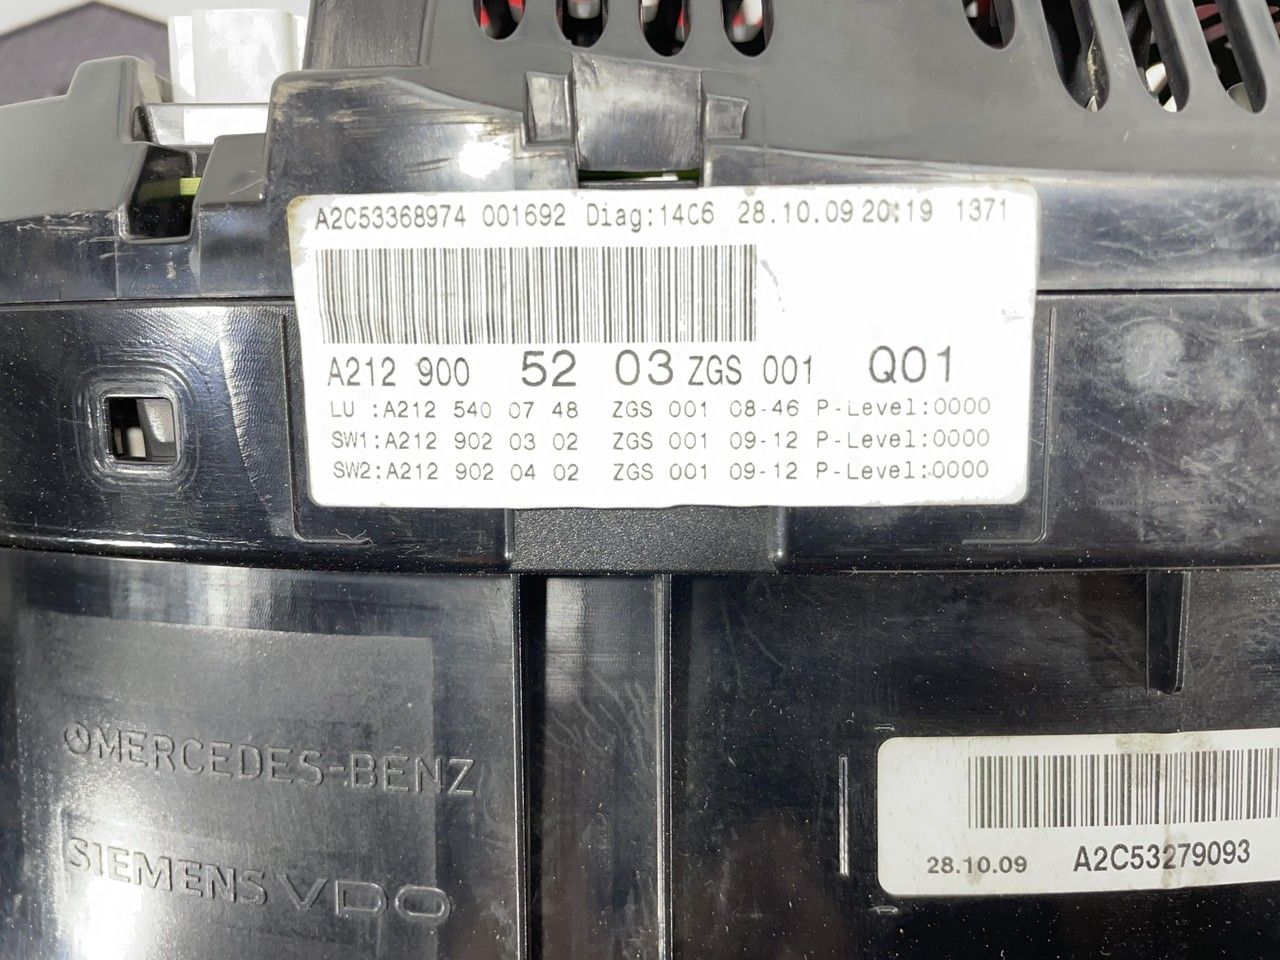 A2C53368974 001692 Diag:14C6 28.10.09 20:19 1371
A212 900 52 03 ZGS 001 Q01
LU :A212 540 07 48 ZGS 001 08-46 P-Level:0000
SW1:A212 902 03 02 ZGS 001 09-12 P-Level:0000
SW2:A212 902 04 02 ZGS 001 09-12 P-Level:0000
MERCEDES-BENZ
SIEMENS VDO
28.10.09 A2C53279093